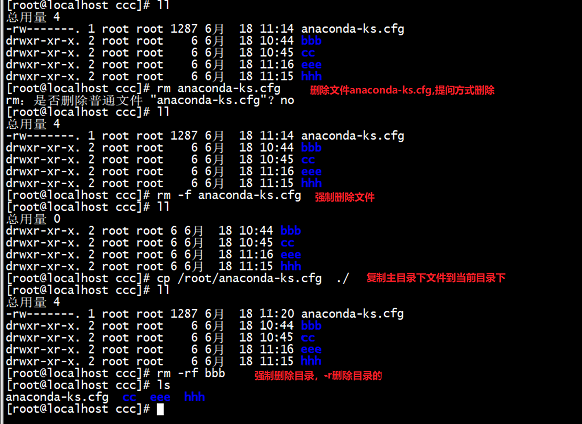 [root@localhost ccc]# ll
总用量 4
-rw-------. 1 root root 1287 6月  18 11:14 anaconda-ks.cfg
drwxr-xr-x. 2 root root    6 6月  18 10:44 bbb
drwxr-xr-x. 2 root root    6 6月  18 10:45 cc
drwxr-xr-x. 2 root root    6 6月  18 11:16 eee
drwxr-xr-x. 2 root root    6 6月  18 11:15 hhh
[root@localhost ccc]# rm anaconda-ks.cfg 删除文件anaconda-ks.cfg,提问方式删除
rm：是否删除普通文件 "anaconda-ks.cfg"？no
[root@localhost ccc]# ll
总用量 4
-rw-------. 1 root root 1287 6月  18 11:14 anaconda-ks.cfg
drwxr-xr-x. 2 root root    6 6月  18 10:44 bbb
drwxr-xr-x. 2 root root    6 6月  18 10:45 cc
drwxr-xr-x. 2 root root    6 6月  18 11:16 eee
drwxr-xr-x. 2 root root    6 6月  18 11:15 hhh
[root@localhost ccc]# rm -f anaconda-ks.cfg 强制删除文件
[root@localhost ccc]# ll
总用量 0
drwxr-xr-x. 2 root root 6 6月  18 10:44 bbb
drwxr-xr-x. 2 root root 6 6月  18 10:45 cc
drwxr-xr-x. 2 root root 6 6月  18 11:16 eee
drwxr-xr-x. 2 root root 6 6月  18 11:15 hhh
[root@localhost ccc]# cp /root/anaconda-ks.cfg  ./ 复制主目录下文件到当前目录下
[root@localhost ccc]# ll
总用量 4
-rw-------. 1 root root 1287 6月  18 11:20 anaconda-ks.cfg
drwxr-xr-x. 2 root root    6 6月  18 10:44 bbb
drwxr-xr-x. 2 root root    6 6月  18 10:45 cc
drwxr-xr-x. 2 root root    6 6月  18 11:16 eee
drwxr-xr-x. 2 root root    6 6月  18 11:15 hhh
[root@localhost ccc]# rm -rf bbb 强制删除目录，-r删除目录的
[root@localhost ccc]# ls
anaconda-ks.cfg  cc  eee  hhh
[root@localhost ccc]#